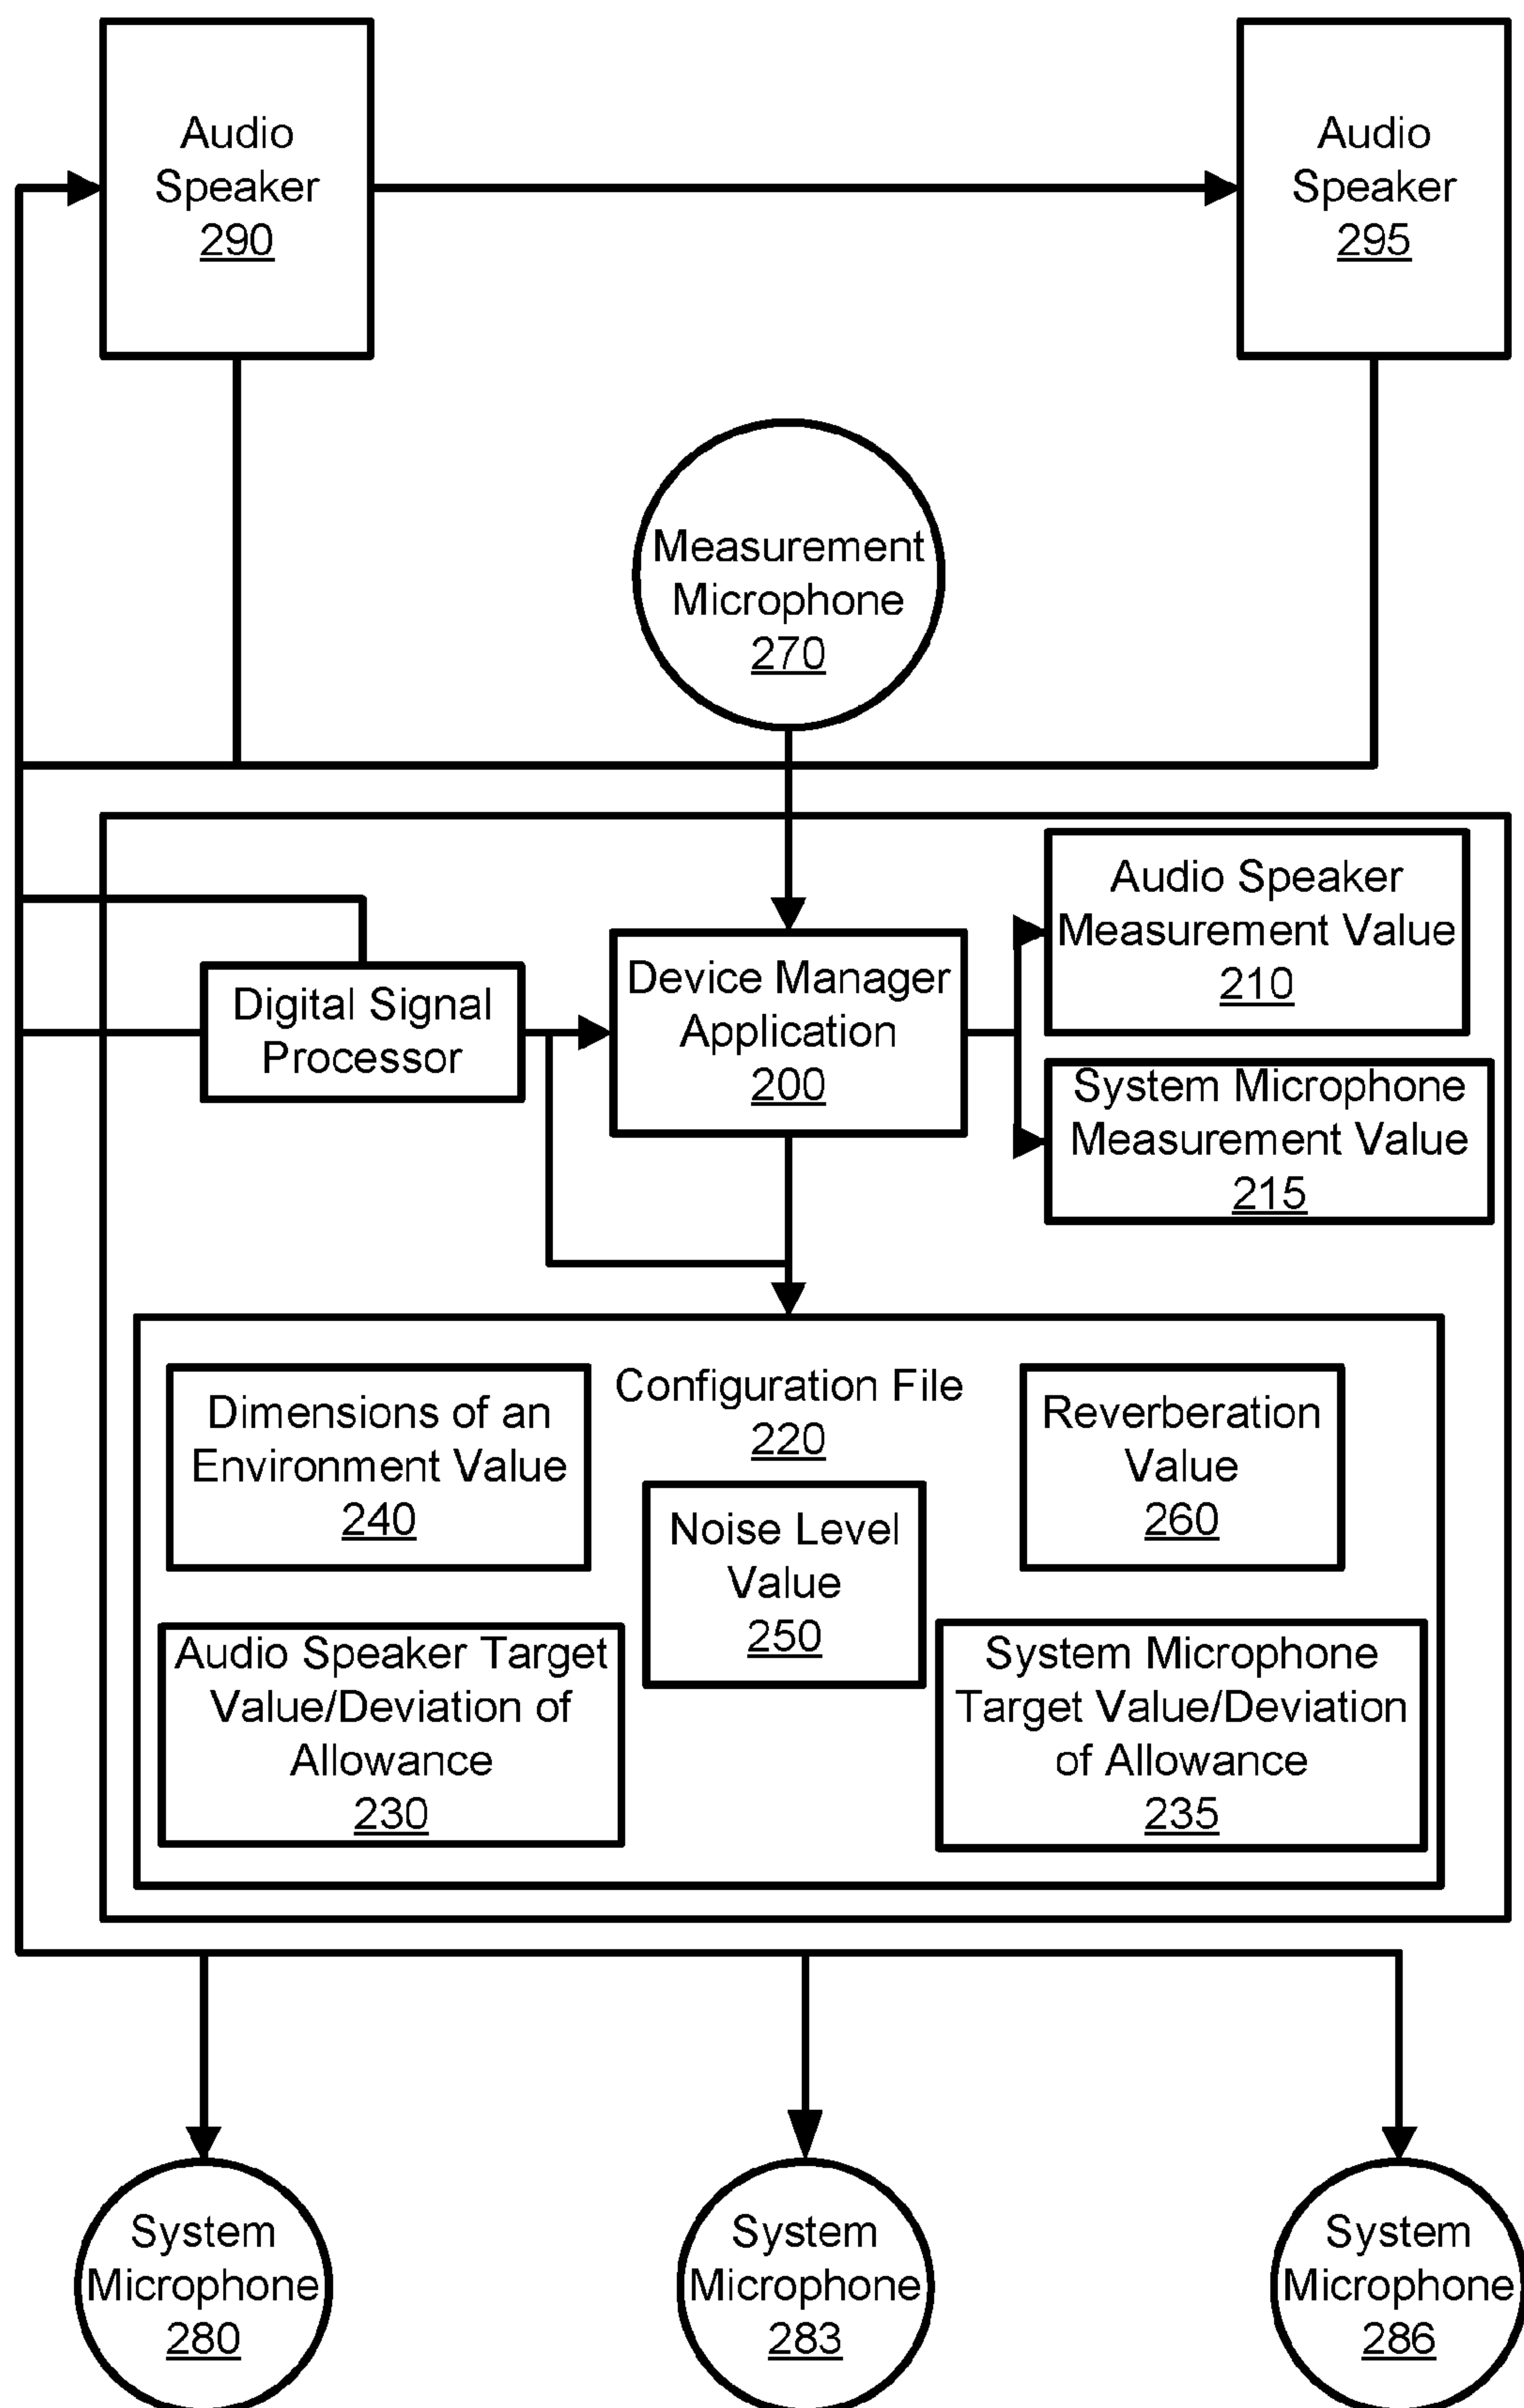 Audio
Speaker
290
Audio
Speaker
295
Measurement
Microphone
270
Audio Speaker
Measurement Value
210
Digital Signal
Processor
Device Manager
Application
200
System Microphone
Measurement Value
215
Configuration File
220
Dimensions of an
Environment Value
240
Reverberation
Value
260
Noise Level
Value
250
Audio Speaker Target
Value/Deviation of
Allowance
230
System Microphone
Target Value/Deviation
of Allowance
235
System
Microphone
280
System
Microphone
283
System
Microphone
286